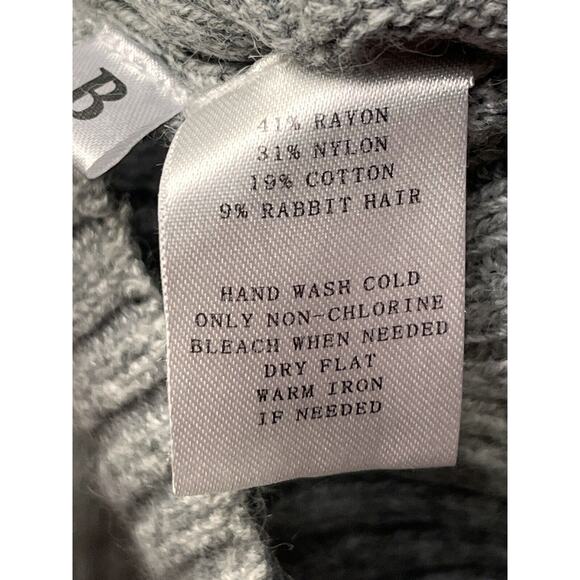 B
41% RAYON
31% NYLON
19% COTTON
9% RABBIT HAIR
HAND WASH COLD
ONLY NON-CHLORINE
BLEACH WHEN NEEDED
DRY FLAT
WARM IRON
IF NEEDED